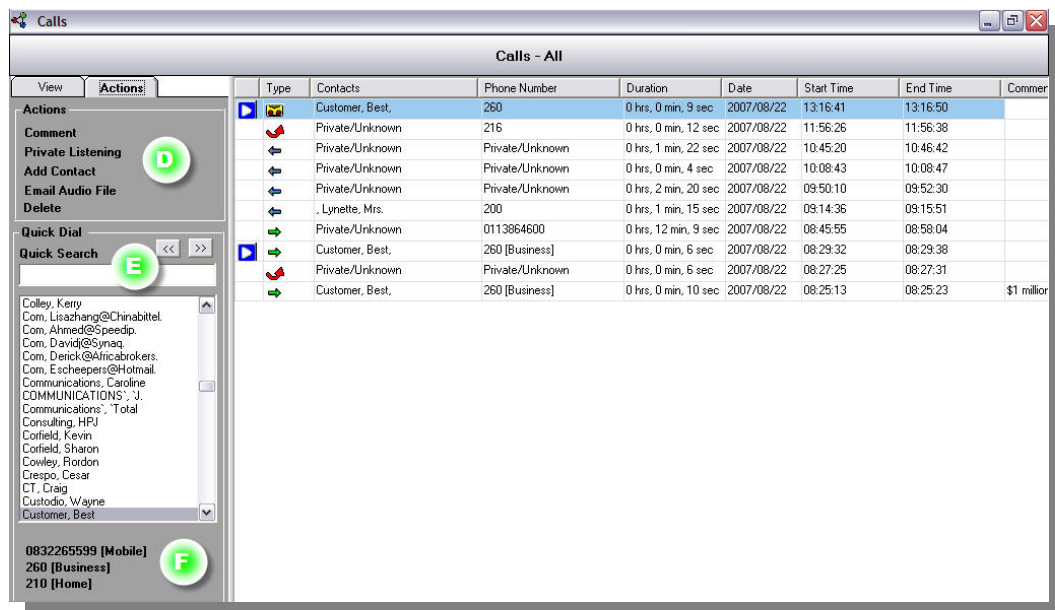 Calls
Calls - All
View Actions
Actions
Comment
Private Listening
Add Contact
Email Audio File
Delete
D
Quick Dial
Quick Search << >>
E
Colley, Kerry
Com, Lisazhang@Chinabittel.
Com, Ahmed@Speedip.
Com, Davidj@Synaq.
Com, Derick@Africabrokers.
Com, Escheepers@Hotmail.
Communications, Caroline
COMMUNICATIONS`, `J.
Communications`, `Total
Consulting, HPJ
Corfield, Kevin
Corfield, Sharon
Cowley, Rordon
Crespo, Cesar
CT, Craig
Custodio, Wayne
Customer, Best
0832265599 [Mobile]
260 [Business]
210 [Home]
F
Type Contacts Phone Number Duration Date Start Time End Time Commer
Customer, Best, 260 0 hrs, 0 min, 9 sec 2007/08/22 13:16:41 13:16:50
Private/Unknown 216 0 hrs, 0 min, 12 sec 2007/08/22 11:56:26 11:56:38
Private/Unknown Private/Unknown 0 hrs, 1 min, 22 sec 2007/08/22 10:45:20 10:46:42
Private/Unknown Private/Unknown 0 hrs, 0 min, 4 sec 2007/08/22 10:08:43 10:08:47
Private/Unknown Private/Unknown 0 hrs, 2 min, 20 sec 2007/08/22 09:50:10 09:52:30
, Lynette, Mrs. 200 0 hrs, 1 min, 15 sec 2007/08/22 09:14:36 09:15:51
Private/Unknown 0113864600 0 hrs, 12 min, 9 sec 2007/08/22 08:45:55 08:58:04
Customer, Best, 260 [Business] 0 hrs, 0 min, 6 sec 2007/08/22 08:29:32 08:29:38
Private/Unknown Private/Unknown 0 hrs, 0 min, 6 sec 2007/08/22 08:27:25 08:27:31
Customer, Best, 260 [Business] 0 hrs, 0 min, 10 sec 2007/08/22 08:25:13 08:25:23 $1 million